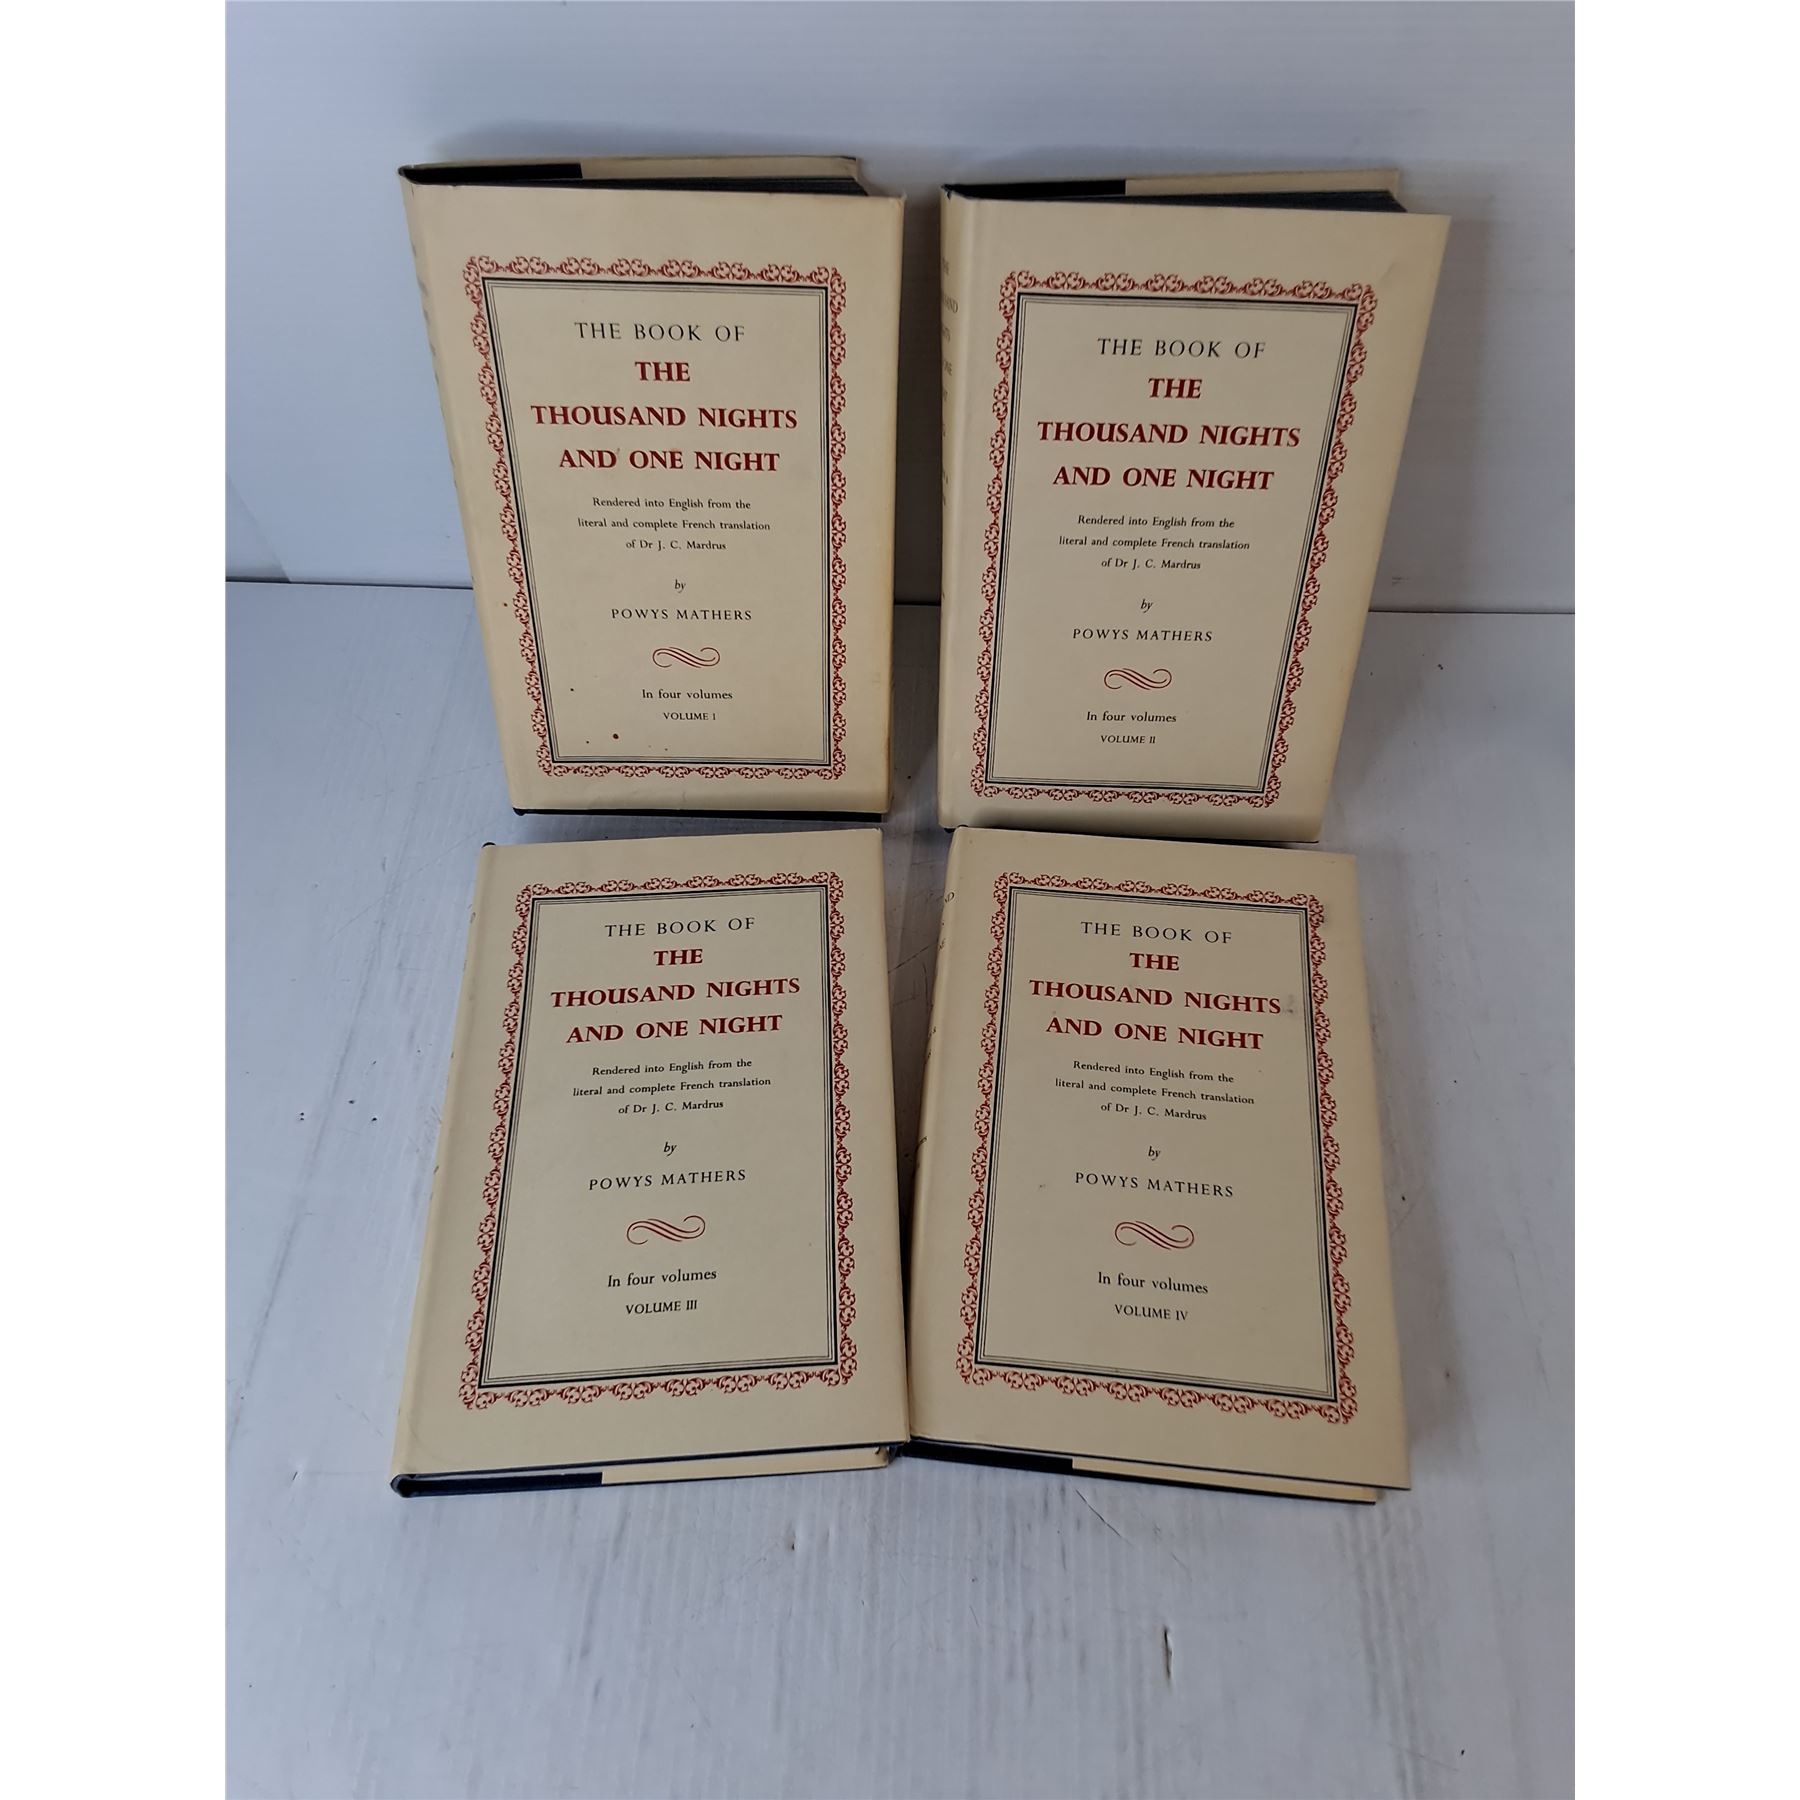 THE BOOK OF
THE
THOUSAND NIGHTS
AND ONE NIGHT
Rendered into English from the
literal and complete French translation
of Dr J. C. Mardrus
by
POWYS MATHERS
In four volumes
VOLUME I
THE BOOK OF
THE
THOUSAND NIGHTS
AND ONE NIGHT
Rendered into English from the
literal and complete French translation
of Dr J. C. Mardrus
by
POWYS MATHERS
In four volumes
VOLUME II
THE BOOK OF
THE
THOUSAND NIGHTS
AND ONE NIGHT
Rendered into English from the
literal and complete French translation
of Dr J. C. Mardrus
by
POWYS MATHERS
In four volumes
VOLUME III
THE BOOK OF
THE
THOUSAND NIGHTS
AND ONE NIGHT
Rendered into English from the
literal and complete French translation
of Dr J. C. Mardrus
by
POWYS MATHERS
In four volumes
VOLUME IV